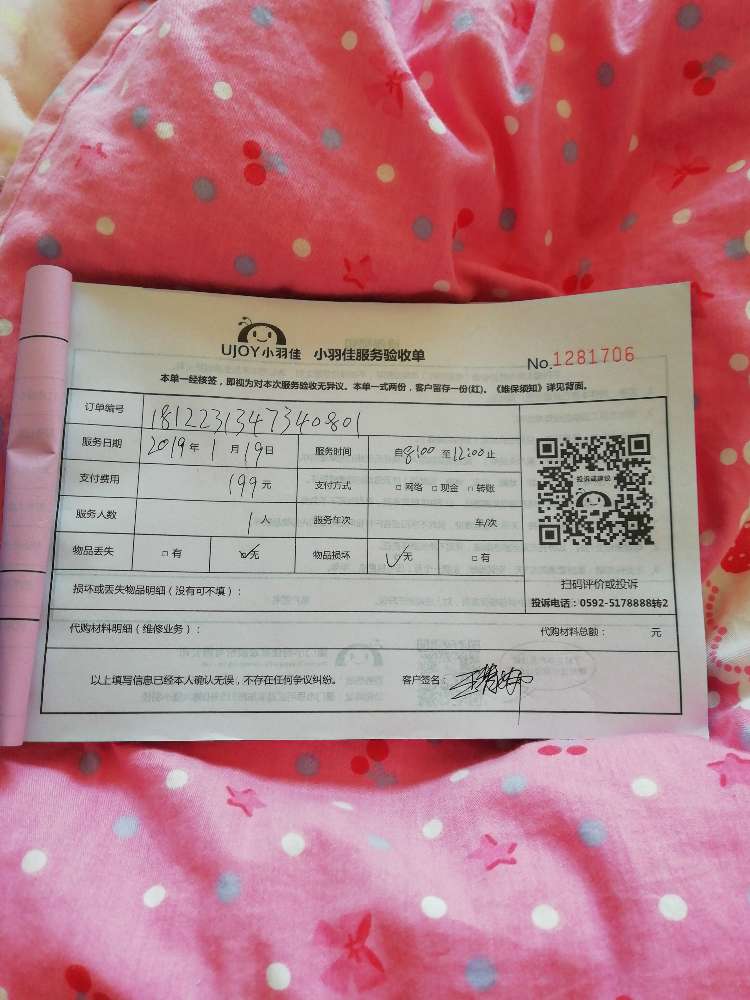 UJOY小羽佳 小羽佳服务验收单
No.1281706
本单一经核签，即视为对本次服务验收无异议。本单一式两份，客户留存一份(红)。《维保须知》详见背面。
订单编号 1812231347340801
服务日期 2019年1月19日 服务时间 自8:00至12:00止
支付费用 199元 支付方式 □网络 □现金 □转账
服务人数 1人 服务车次 车/次
物品丢失 □有 ☑无 物品损坏 ☑无 □有
投诉或建议
扫码评价或投诉
投诉电话：0592-5178888转2
损坏或丢失物品明细（没有可不填）：
代购材料明细（维修业务）： 代购材料总额： 元
以上填写信息已经本人确认无误，不存在任何争议纠纷。 客户签名：